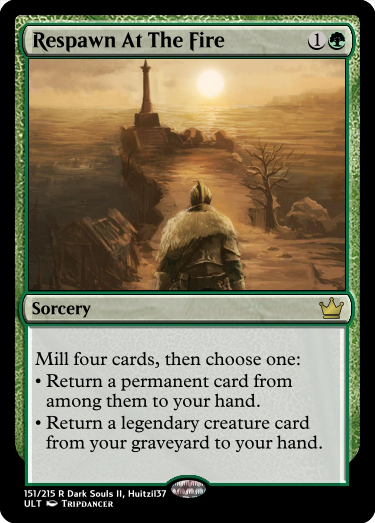 Respawn At The Fire 1
Sorcery
Mill four cards, then choose one:
• Return a permanent card from
among them to your hand.
• Return a legendary creature card
from your graveyard to your hand.
151/215 R Dark Souls II, Huitzil37
ULT Tripdancer